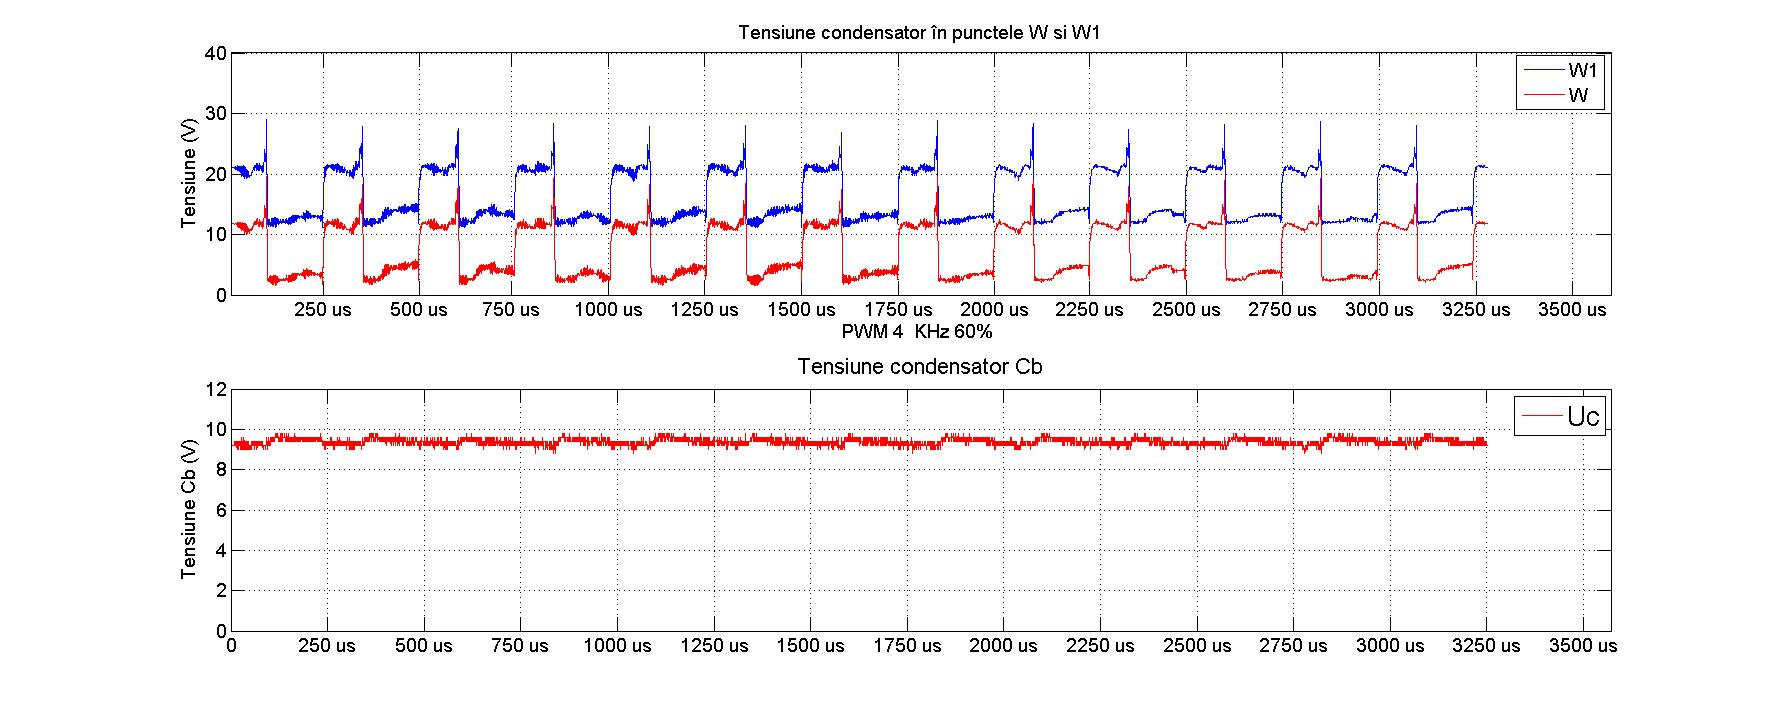 Tensiune condensator în punctele W si W1
40
30
20
10
0
Tensiune (V)
W1
W
250 us 500 us 750 us 1000 us 1250 us 1500 us 1750 us 2000 us 2250 us 2500 us 2750 us 3000 us 3250 us 3500 us
PWM 4 KHz 60%
Tensiune condensator Cb
12
10
8
6
4
2
0
Tensiune Cb (V)
Uc
0 250 us 500 us 750 us 1000 us 1250 us 1500 us 1750 us 2000 us 2250 us 2500 us 2750 us 3000 us 3250 us 3500 us